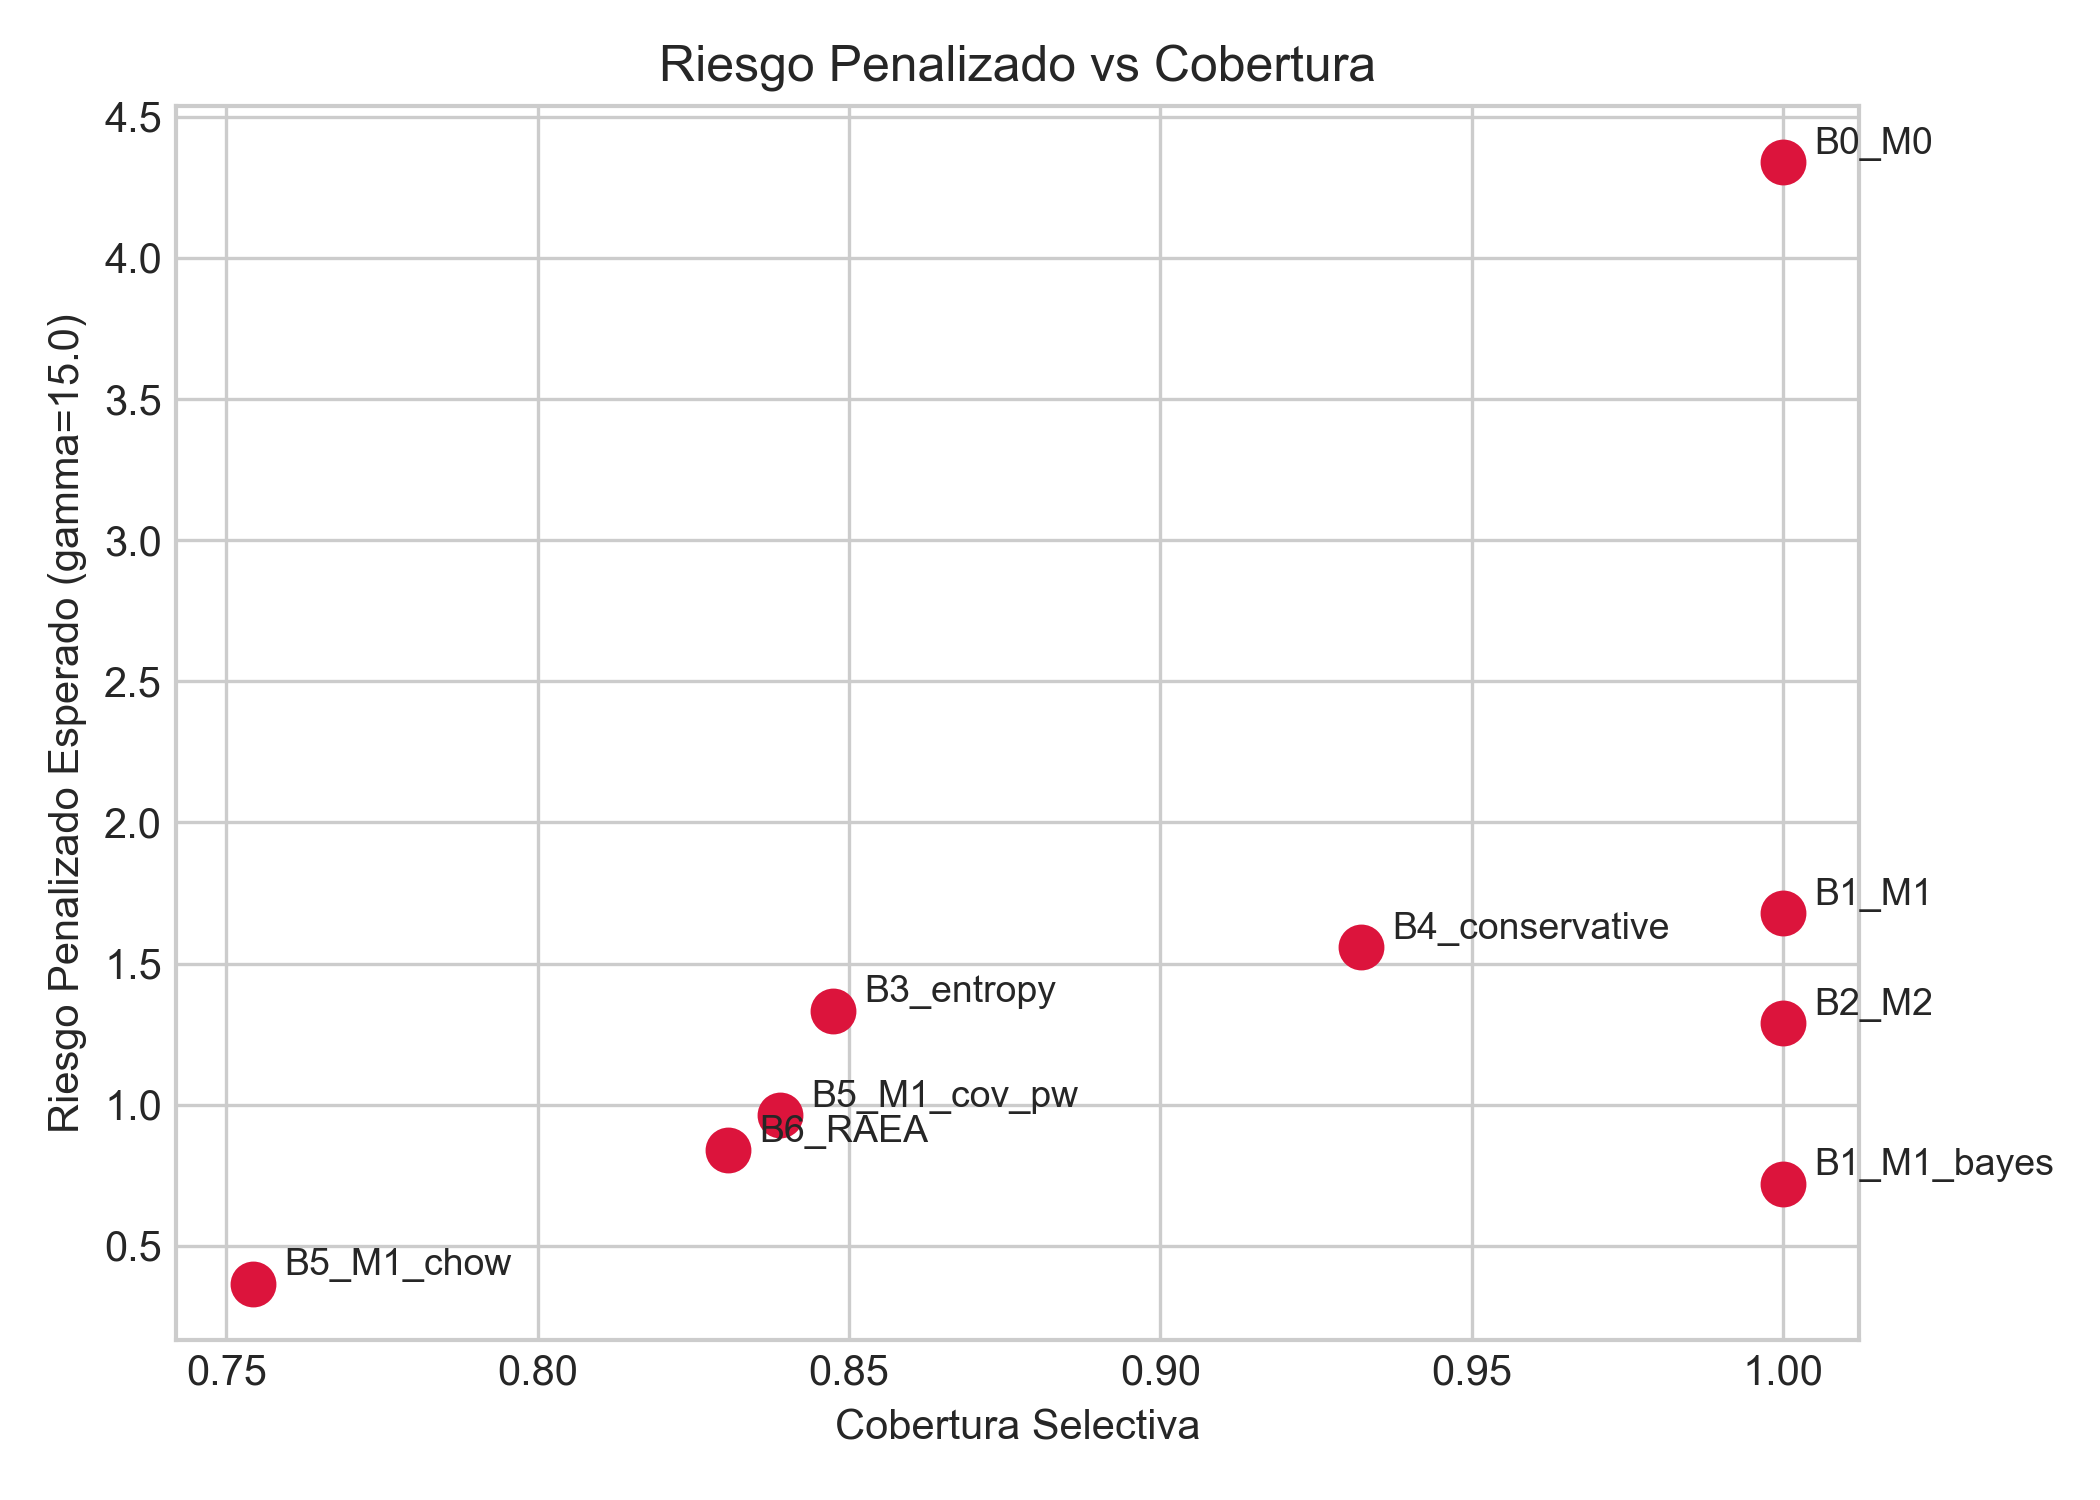 Riesgo Penalizado vs Cobertura
Riesgo Penalizado Esperado (gamma=15.0)
4.5
4.0
3.5
3.0
2.5
2.0
1.5
1.0
0.5
B0_M0
B1_M1
B4_conservative
B3_entropy
B2_M2
B5_M1_cov_pw
B6_RAEA
B1_M1_bayes
B5_M1_chow
0.75 0.80 0.85 0.90 0.95 1.00
Cobertura Selectiva